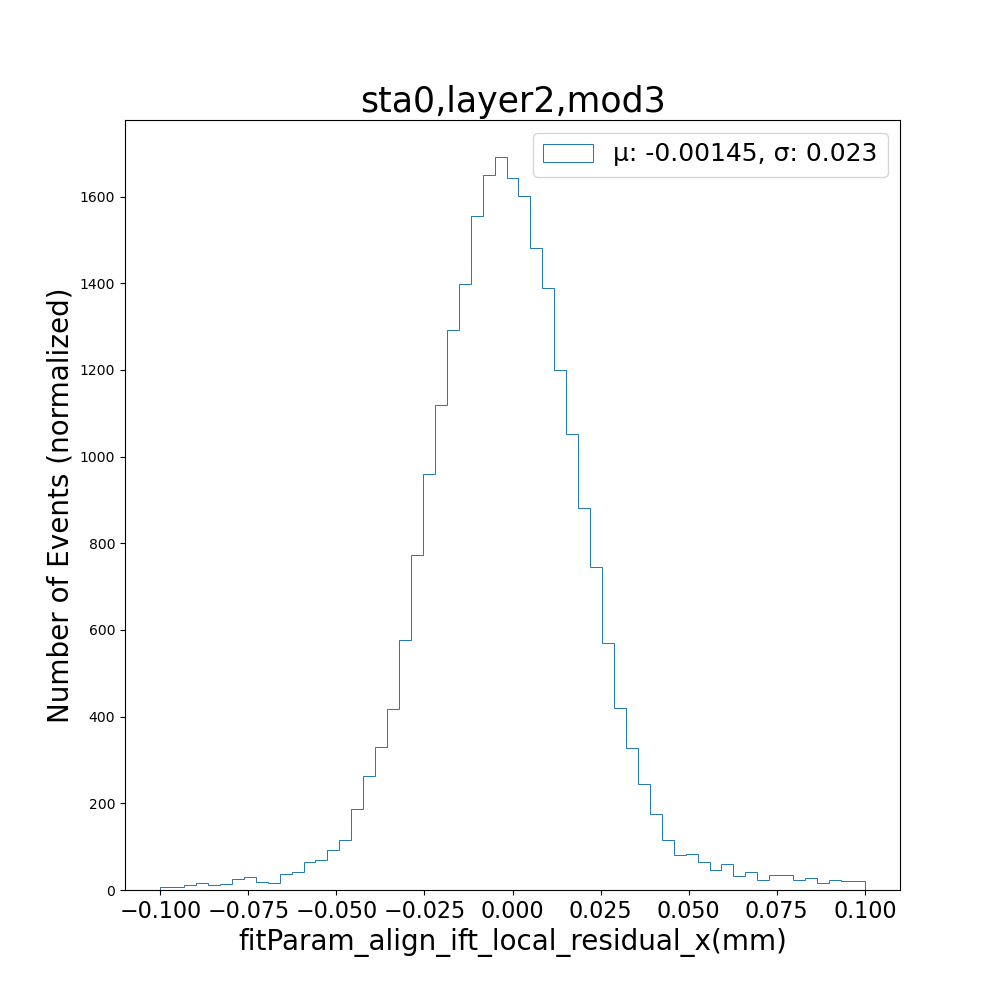 sta0,layer2,mod3
μ: -0.00145, σ: 0.023
Number of Events (normalized)
1600
1400
1200
1000
800
600
400
200
0
−0.100 −0.075 −0.050 −0.025 0.000 0.025 0.050 0.075 0.100
fitParam_align_ift_local_residual_x(mm)